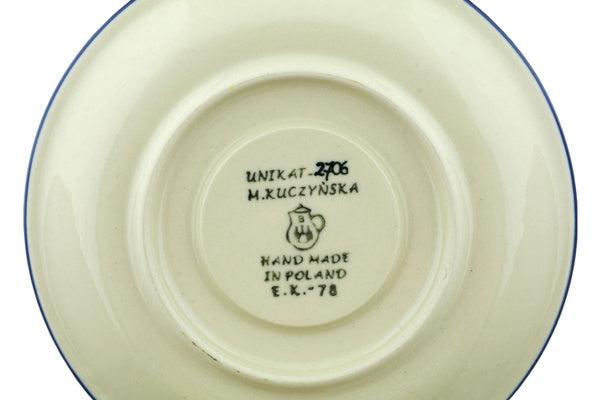 UNIKAT-2706
M.KUCZYŃSKA
B
HAND MADE
IN POLAND
E.K.-78